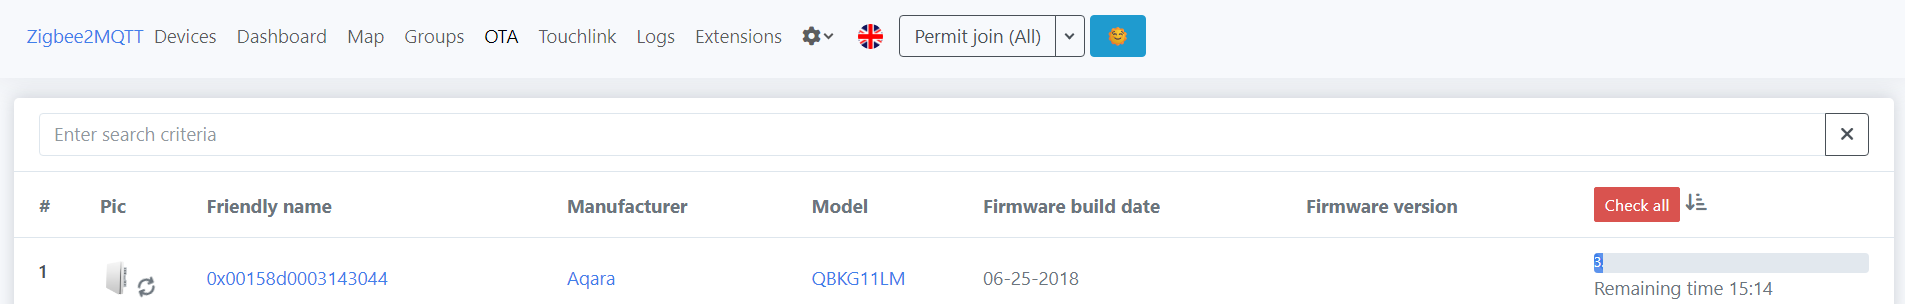 Zigbee2MQTT Devices Dashboard Map Groups OTA Touchlink Logs Extensions Permit join (All)
Enter search criteria
# Pic Friendly name Manufacturer Model Firmware build date Firmware version Check all
1 0x00158d0003143044 Aqara QBKG11LM 06-25-2018 3
Remaining time 15:14